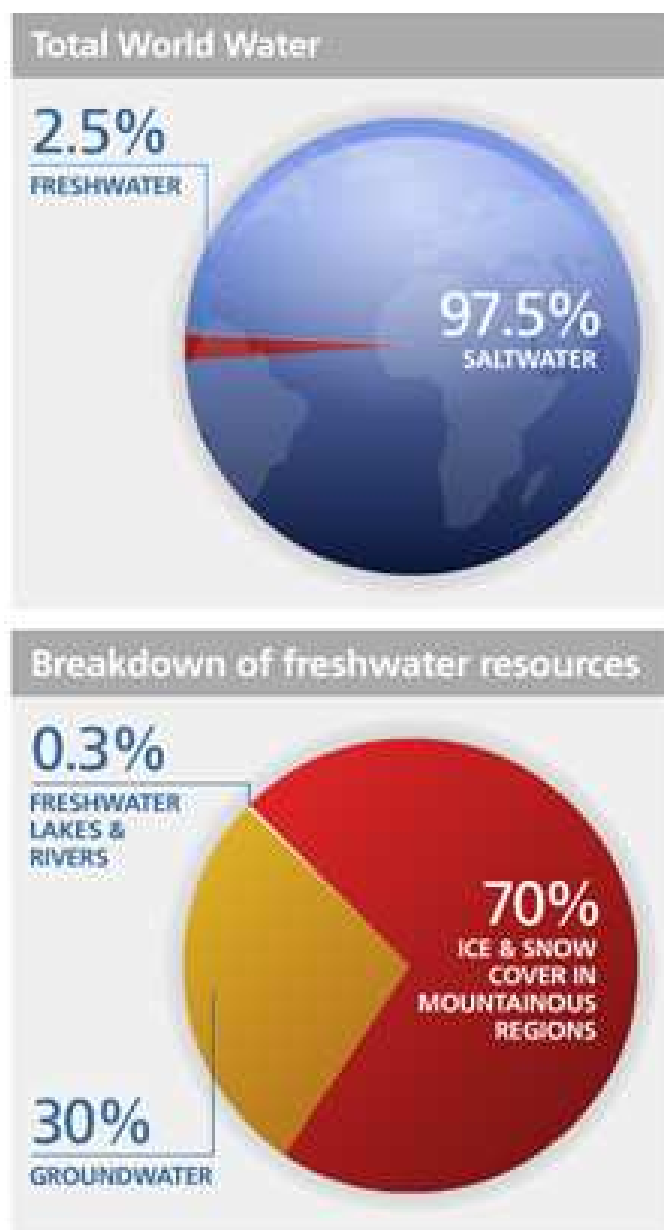 Total World Water
2.5%
FRESHWATER
97.5%
SALTWATER
Breakdown of freshwater resources
0.3%
FRESHWATER
LAKES &
RIVERS
70%
ICE & SNOW
COVER IN
MOUNTAINOUS
REGIONS
30%
GROUNDWATER